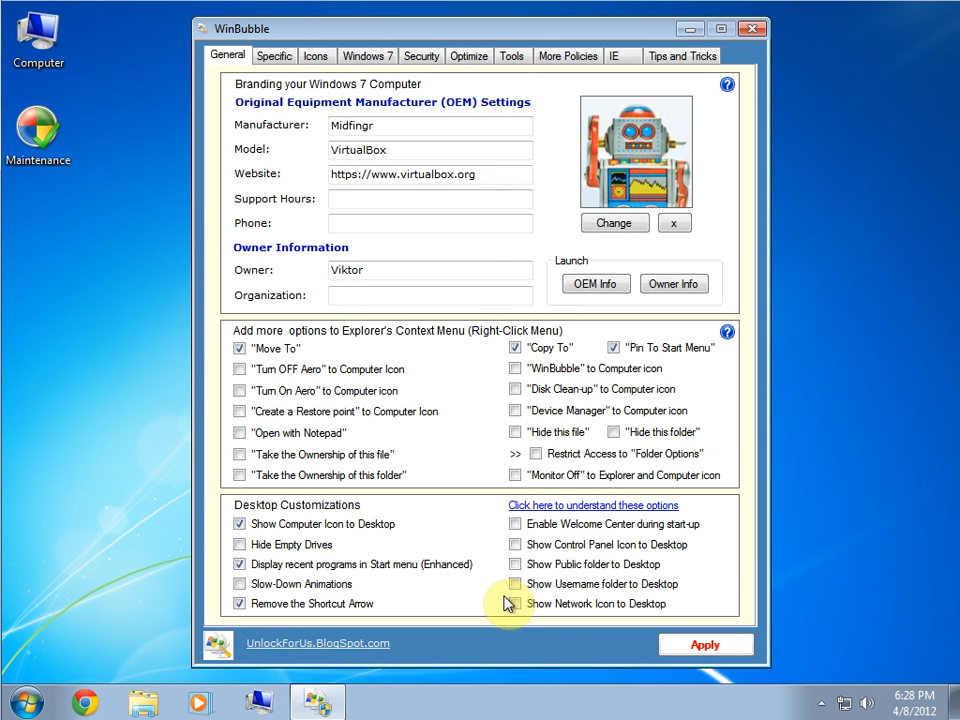 Computer
Maintenance
WinBubble
General Specific Icons Windows 7 Security Optimize Tools More Policies IE Tips and Tricks
Branding your Windows 7 Computer
Original Equipment Manufacturer (OEM) Settings
Manufacturer: Midfingr
Model: VirtualBox
Website: https://www.virtualbox.org
Support Hours:
Phone:
Change x
Owner Information
Owner: Viktor
Organization:
Launch
OEM Info Owner Info
Add more options to Explorer's Context Menu (Right-Click Menu)
"Move To" "Copy To" "Pin To Start Menu"
"Turn OFF Aero" to Computer Icon "WinBubble" to Computer icon
"Turn On Aero" to Computer icon "Disk Clean-up" to Computer icon
"Create a Restore point" to Computer Icon "Device Manager" to Computer icon
"Open with Notepad" "Hide this file" "Hide this folder"
"Take the Ownership of this file" >> Restrict Access to "Folder Options"
"Take the Ownership of this folder" "Monitor Off" to Explorer and Computer icon
Desktop Customizations Click here to understand these options
Show Computer Icon to Desktop Enable Welcome Center during start-up
Hide Empty Drives Show Control Panel Icon to Desktop
Display recent programs in Start menu (Enhanced) Show Public folder to Desktop
Slow-Down Animations Show Username folder to Desktop
Remove the Shortcut Arrow Show Network Icon to Desktop
UnlockForUs.BlogSpot.com Apply
6:28 PM
4/8/2012